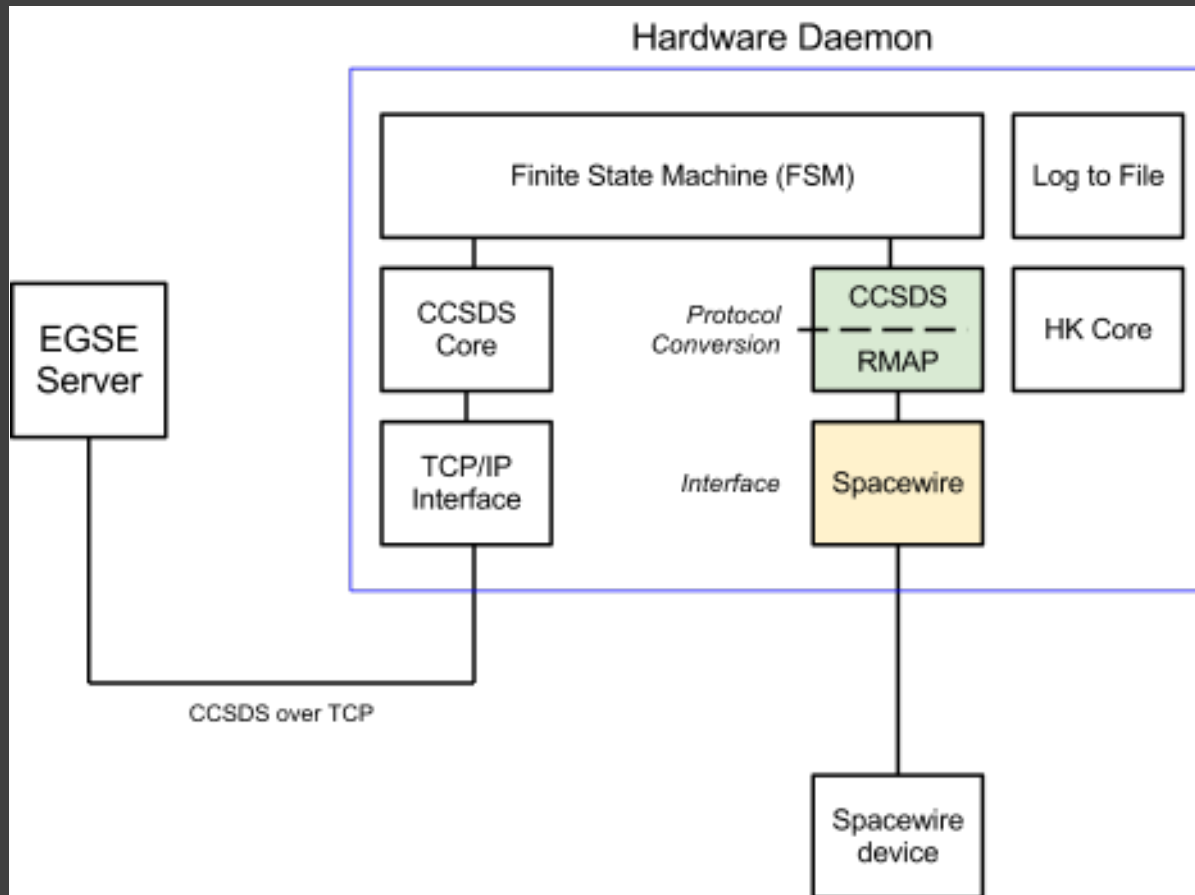 Hardware Daemon
Finite State Machine (FSM)
Log to File
EGSE
Server
CCSDS
Core
Protocol
Conversion
CCSDS
RMAP
HK Core
TCP/IP
Interface
Interface
Spacewire
CCSDS over TCP
Spacewire
device